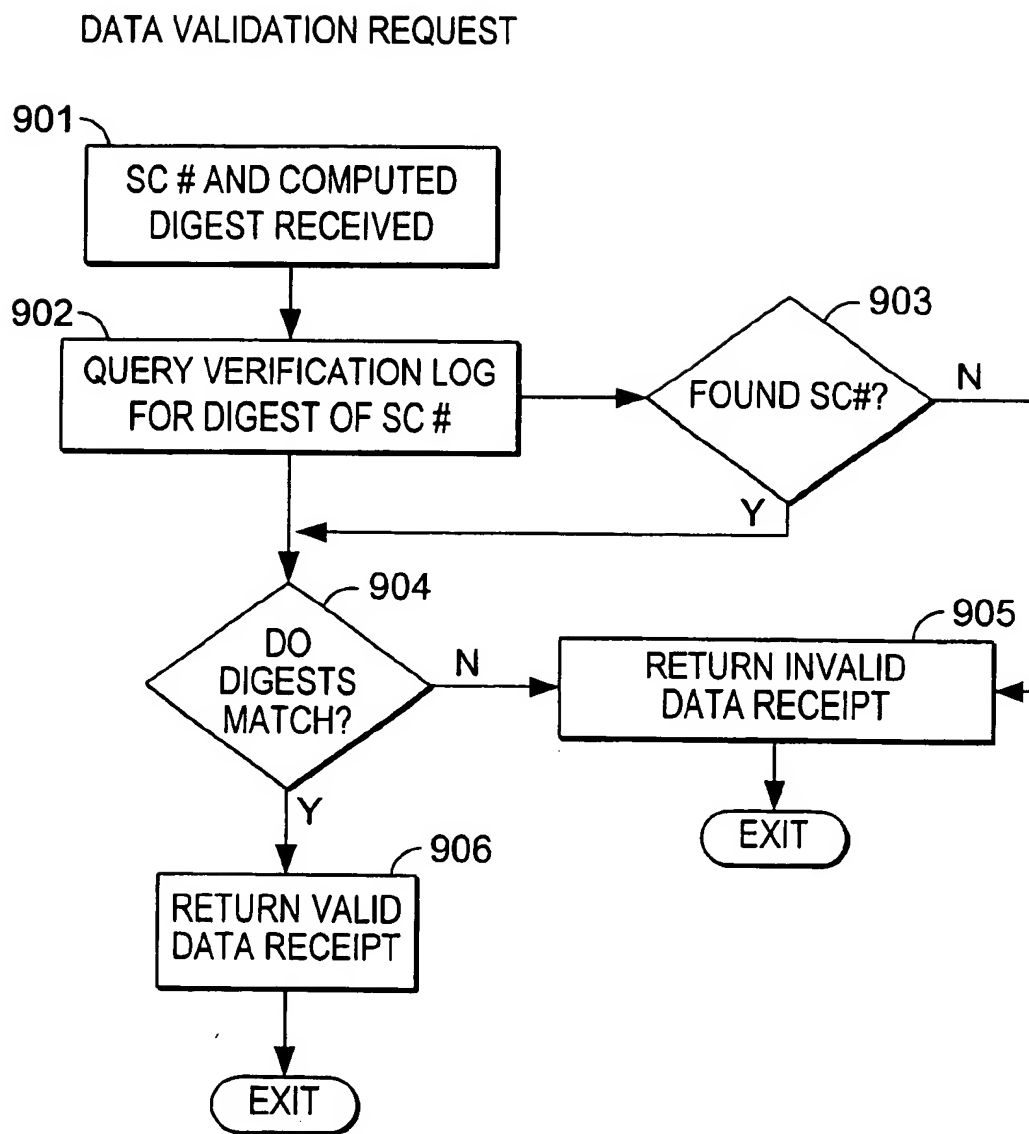 DATA VALIDATION REQUEST
901
SC # AND COMPUTED
DIGEST RECEIVED
902
QUERY VERIFICATION LOG
FOR DIGEST OF SC #
903
FOUND SC#?
N
Y
904
DO
DIGESTS
MATCH?
N
Y
905
RETURN INVALID
DATA RECEIPT
EXIT
906
RETURN VALID
DATA RECEIPT
EXIT